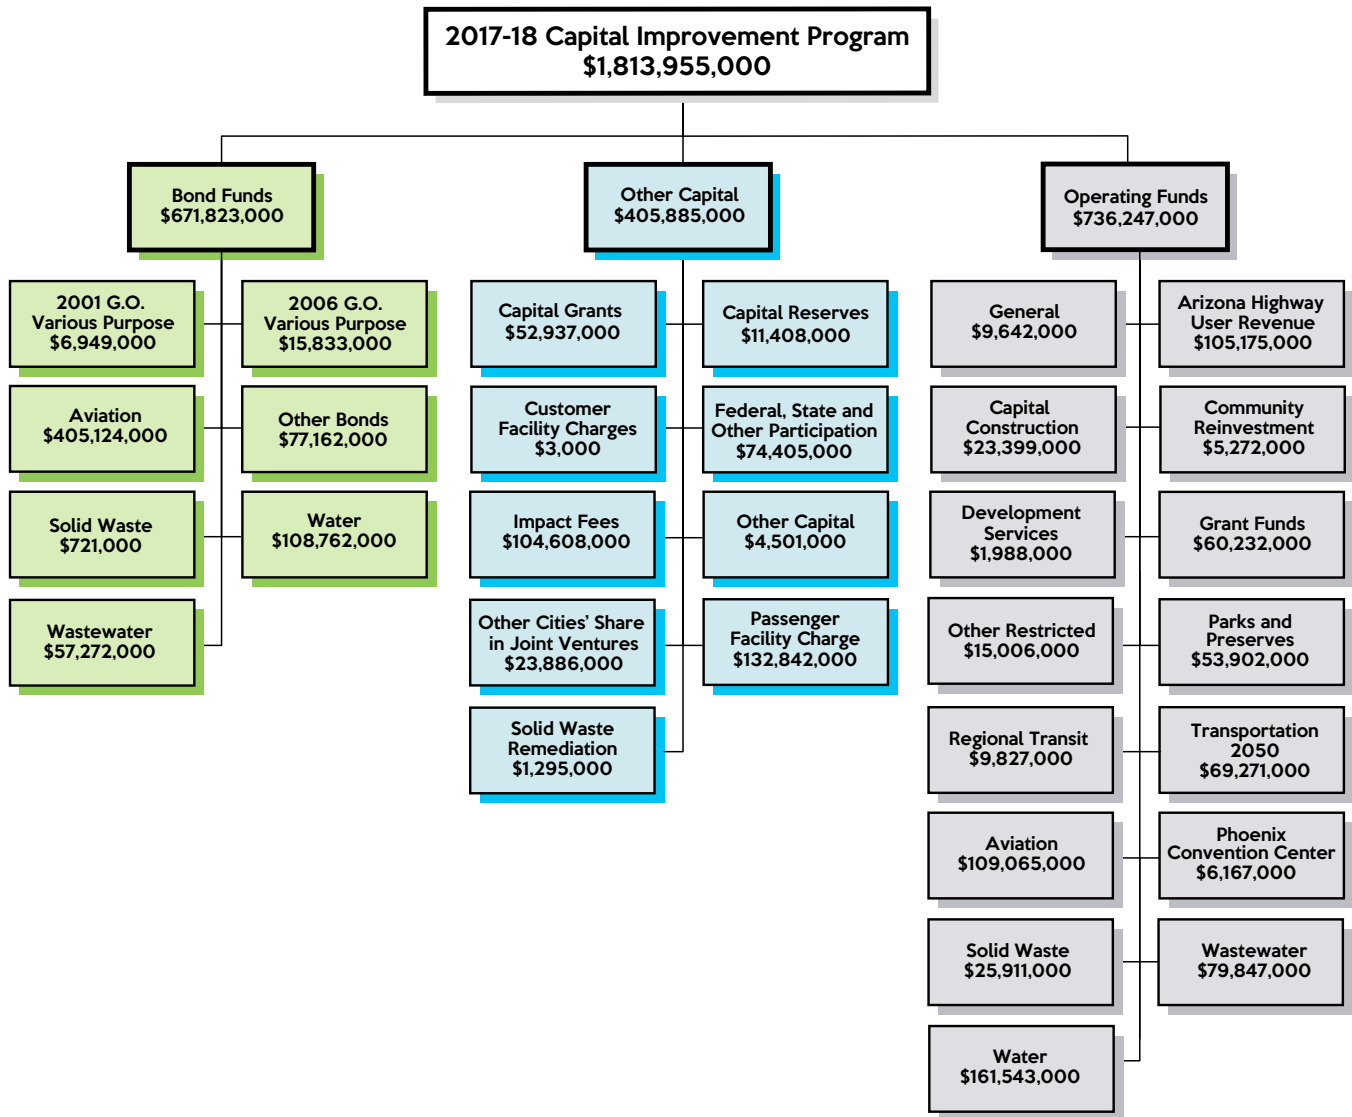 2017-18 Capital Improvement Program
$1,813,955,000
Bond Funds
$671,823,000
2001 G.O.
Various Purpose
$6,949,000
2006 G.O.
Various Purpose
$15,833,000
Aviation
$405,124,000
Other Bonds
$77,162,000
Solid Waste
$721,000
Water
$108,762,000
Wastewater
$57,272,000
Other Capital
$405,885,000
Capital Grants
$52,937,000
Capital Reserves
$11,408,000
Customer
Facility Charges
$3,000
Federal, State and
Other Participation
$74,405,000
Impact Fees
$104,608,000
Other Capital
$4,501,000
Other Cities' Share
in Joint Ventures
$23,886,000
Passenger
Facility Charge
$132,842,000
Solid Waste
Remediation
$1,295,000
Operating Funds
$736,247,000
General
$9,642,000
Arizona Highway
User Revenue
$105,175,000
Capital
Construction
$23,399,000
Community
Reinvestment
$5,272,000
Development
Services
$1,988,000
Grant Funds
$60,232,000
Other Restricted
$15,006,000
Parks and
Preserves
$53,902,000
Regional Transit
$9,827,000
Transportation
2050
$69,271,000
Aviation
$109,065,000
Phoenix
Convention Center
$6,167,000
Solid Waste
$25,911,000
Wastewater
$79,847,000
Water
$161,543,000